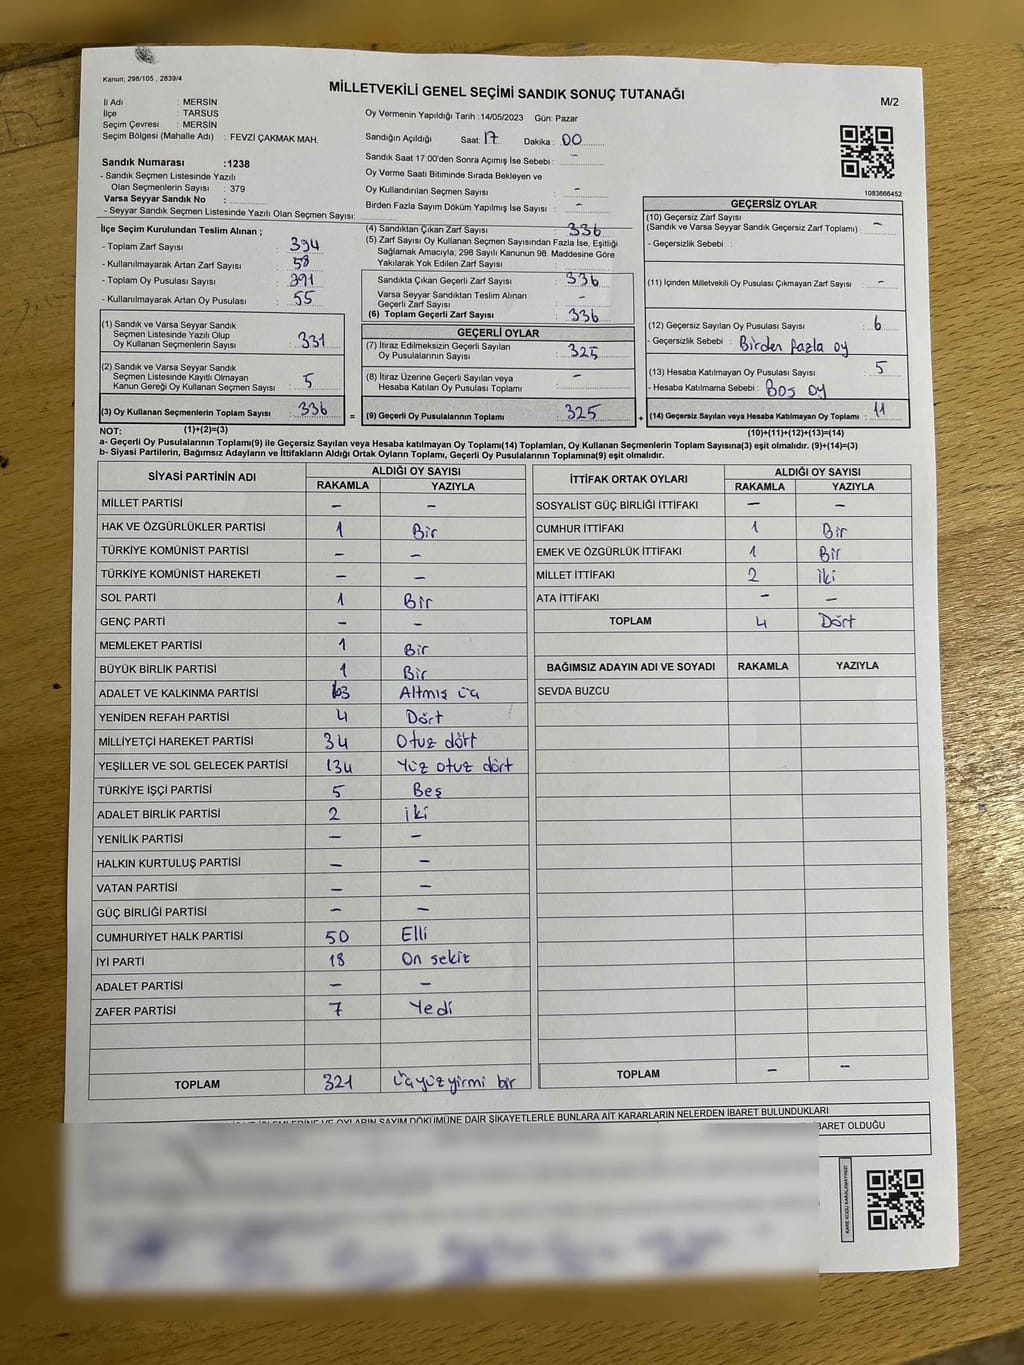 Kanun; 298/105 , 2839/4
MİLLETVEKİLİ GENEL SEÇİMİ SANDIK SONUÇ TUTANAĞI
M/2
İl Adı : MERSİN
İlçe : TARSUS
Seçim Çevresi : MERSİN
Seçim Bölgesi (Mahalle Adı) : FEVZİ ÇAKMAK MAH.
Sandık Numarası :1238
- Sandık Seçmen Listesinde Yazılı
Olan Seçmenlerin Sayısı : 379
Varsa Seyyar Sandık No :
- Seyyar Sandık Seçmen Listesinde Yazılı Olan Seçmen Sayısı:
Oy Vermenin Yapıldığı Tarih :14/05/2023 Gün: Pazar
Sandığın Açıldığı Saat: 17 Dakika : 00
Sandık Saat 17.00'den Sonra Açımış İse Sebebi : -
Oy Verme Saati Bitiminde Sırada Bekleyen ve
Oy Kullandırılan Seçmen Sayısı : -
Birden Fazla Sayım Döküm Yapılmış İse Sayısı : -
1083666452
İlçe Seçim Kurulundan Teslim Alınan ;
- Toplam Zarf Sayısı : 394
- Kullanılmayarak Artan Zarf Sayısı : 58
- Toplam Oy Pusulası Sayısı : 391
- Kullanılmayarak Artan Oy Pusulası : 55
(1) Sandık ve Varsa Seyyar Sandık
Seçmen Listesinde Yazılı Olup
Oy Kullanan Seçmenlerin Sayısı : 331
(2) Sandık ve Varsa Seyyar Sandık
Seçmen Listesinde Kayıtlı Olmayan
Kanun Gereği Oy Kullanan Seçmen Sayısı : 5
(3) Oy Kullanan Seçmenlerin Toplam Sayısı : 336
(1)+(2)=(3)
(4) Sandıktan Çıkan Zarf Sayısı : 336
(5) Zarf Sayısı Oy Kullanan Seçmen Sayısından Fazla İse, Eşitliği
Sağlamak Amacıyla; 298 Sayılı Kanunun 98. Maddesine Göre
Yakılarak Yok Edilen Zarf Sayısı :
Sandıkta Çıkan Geçerli Zarf Sayısı : 336
Varsa Seyyar Sandıktan Teslim Alınan
Geçerli Zarf Sayısı : -
(6) Toplam Geçerli Zarf Sayısı : 336
GEÇERLİ OYLAR
(7) İtiraz Edilmeksizin Geçerli Sayılan
Oy Pusulalarının Sayısı : 325
(8) İtiraz Üzerine Geçerli Sayılan veya
Hesaba Katılan Oy Pusulası Toplamı : -
= (9) Geçerli Oy Pusulalarının Toplamı : 325
GEÇERSİZ OYLAR
(10) Geçersiz Zarf Sayısı
(Sandık ve Varsa Seyyar Sandık Geçersiz Zarf Toplamı) : -
- Geçersizlik Sebebi :
(11) İçinden Milletvekili Oy Pusulası Çıkmayan Zarf Sayısı : -
(12) Geçersiz Sayılan Oy Pusulası Sayısı : 6
- Geçersizlik Sebebi : Birden fazla oy
(13) Hesaba Katılmayan Oy Pusulası Sayısı : 5
- Hesaba Katılmama Sebebi : Boş oy
+ (14) Geçersiz Sayılan veya Hesaba Katılmayan Oy Toplamı : 11
(10)+(11)+(12)+(13)=(14)
NOT:
a- Geçerli Oy Pusulalarının Toplamı(9) ile Geçersiz Sayılan veya Hesaba katılmayan Oy Toplamı(14) Toplamları, Oy Kullanan Seçmenlerin Toplam Sayısına(3) eşit olmalıdır. (9)+(14)=(3)
b- Siyasi Partilerin, Bağımsız Adayların ve İttifakların Aldığı Ortak Oyların Toplamı, Geçerli Oy Pusulalarının Toplamına(9) eşit olmalıdır.
SİYASİ PARTİNİN ADI ALDIĞI OY SAYISI
RAKAMLA YAZIYLA
MİLLET PARTİSİ - -
HAK VE ÖZGÜRLÜKLER PARTİSİ 1 Bir
TÜRKİYE KOMÜNİST PARTİSİ - -
TÜRKİYE KOMÜNİST HAREKETİ - -
SOL PARTİ 1 Bir
GENÇ PARTİ - -
MEMLEKET PARTİSİ 1 Bir
BÜYÜK BİRLİK PARTİSİ 1 Bir
ADALET VE KALKINMA PARTİSİ 63 Altmış üç
YENİDEN REFAH PARTİSİ 4 Dört
MİLLİYETÇİ HAREKET PARTİSİ 34 Otuz dört
YEŞİLLER VE SOL GELECEK PARTİSİ 134 Yüz otuz dört
TÜRKİYE İŞÇİ PARTİSİ 5 Beş
ADALET BİRLİK PARTİSİ 2 iki
YENİLİK PARTİSİ - -
HALKIN KURTULUŞ PARTİSİ - -
VATAN PARTİSİ - -
GÜÇ BİRLİĞİ PARTİSİ - -
CUMHURİYET HALK PARTİSİ 50 Elli
İYİ PARTİ 18 On sekiz
ADALET PARTİSİ - -
ZAFER PARTİSİ 7 Yedi
TOPLAM 321 Üçyüzyirmi bir
İTTİFAK ORTAK OYLARI ALDIĞI OY SAYISI
RAKAMLA YAZIYLA
SOSYALİST GÜÇ BİRLİĞİ İTTİFAKI - -
CUMHUR İTTİFAKI 1 Bir
EMEK VE ÖZGÜRLÜK İTTİFAKI 1 Bir
MİLLET İTTİFAKI 2 iki
ATA İTTİFAKI - -
TOPLAM 4 Dört
BAĞIMSIZ ADAYIN ADI VE SOYADI RAKAMLA YAZIYLA
SEVDA BUZCU
TOPLAM - -
OYLARIN SAYIM DÖKÜMÜNE DAİR ŞİKAYETLERLE BUNLARA AİT KARARLARIN NELERDEN İBARET BULUNDUKLARI
OLDUĞU